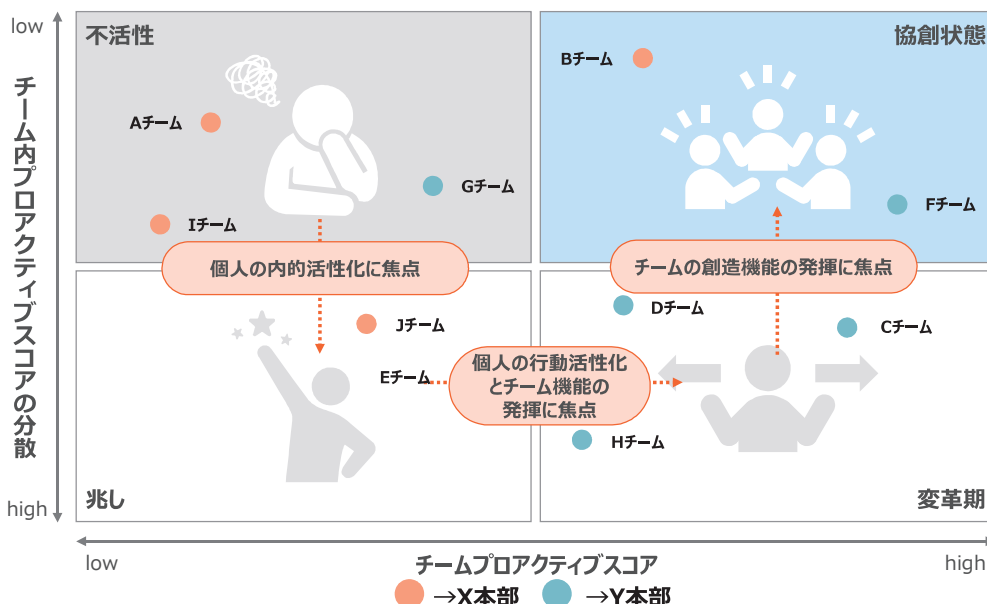 low
チーム内プロアクティブスコアの分散
high
不活性
協創状態
Bチーム
Aチーム
Gチーム
Fチーム
Iチーム
個人の内的活性化に焦点
チームの創造機能の発揮に焦点
Dチーム
Jチーム
Cチーム
Eチーム
個人の行動活性化
とチーム機能の
発揮に焦点
Hチーム
兆し
変革期
low
チームプロアクティブスコア
high
→X本部
→Y本部